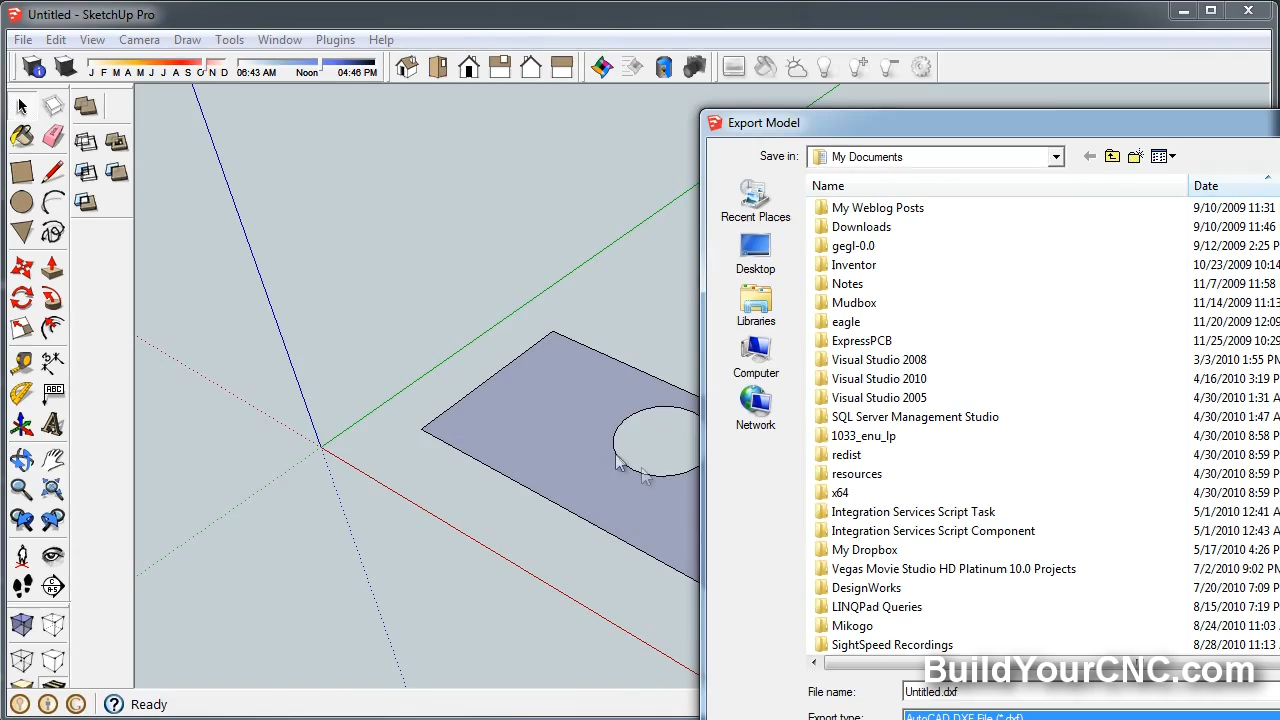 Untitled - SketchUp Pro
File Edit View Camera Draw Tools Window Plugins Help
J F M A M J J A S O N D 06:43 AM Noon 04:46 PM
Export Model
Save in: My Documents
Name Date
Recent Places
Desktop
Libraries
Computer
Network
My Weblog Posts 9/10/2009 11:31
Downloads 9/10/2009 11:46
gegl-0.0 9/12/2009 2:25 P
Inventor 10/23/2009 10:14
Notes 11/7/2009 11:58
Mudbox 11/14/2009 11:13
eagle 11/20/2009 12:09
ExpressPCB 11/25/2009 10:29
Visual Studio 2008 3/3/2010 1:55 PM
Visual Studio 2010 4/16/2010 3:19 P
Visual Studio 2005 4/30/2010 1:31 A
SQL Server Management Studio 4/30/2010 1:47 A
1033_enu_lp 4/30/2010 8:58 P
redist 4/30/2010 8:59 P
resources 4/30/2010 8:59 P
x64 4/30/2010 8:59 P
Integration Services Script Task 5/1/2010 12:41 A
Integration Services Script Component 5/1/2010 12:43 A
My Dropbox 5/17/2010 4:26 P
Vegas Movie Studio HD Platinum 10.0 Projects 7/2/2010 9:02 PM
DesignWorks 7/20/2010 7:09 P
LINQPad Queries 8/15/2010 7:19 P
Mikogo 8/24/2010 11:03
SightSpeed Recordings 8/28/2010 11:13
ABC
A
BuildYourCNC.com
File name: Untitled.dxf
Export type: AutoCAD DXF File (*.dxf)
Ready